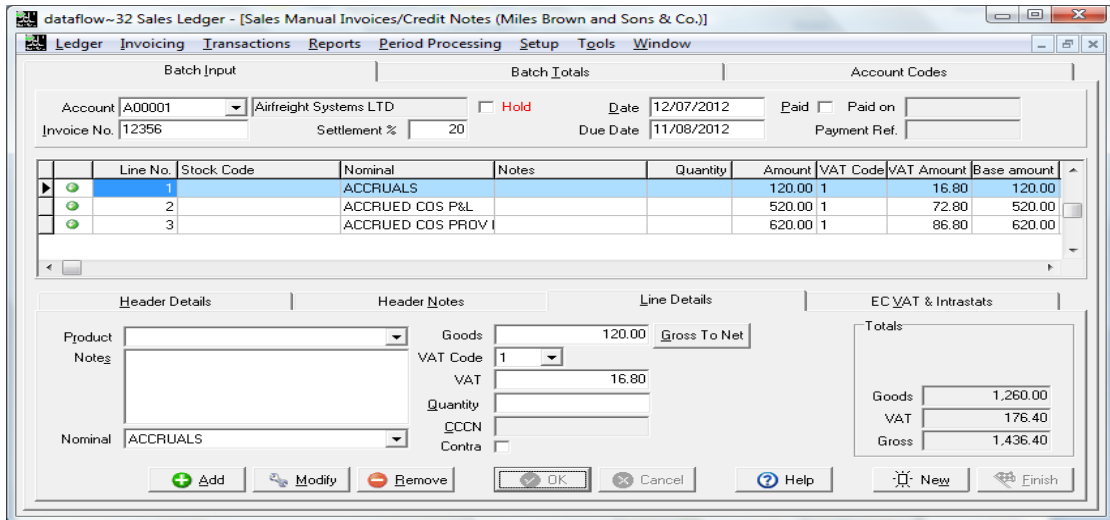 dataflow~32 Sales Ledger - [Sales Manual Invoices/Credit Notes (Miles Brown and Sons & Co.)]
Ledger Invoicing Transactions Reports Period Processing Setup Tools Window
Batch Input Batch Totals Account Codes
Account A00001 Airfreight Systems LTD Hold Date 12/07/2012 Paid Paid on
Invoice No. 12356 Settlement % 20 Due Date 11/08/2012 Payment Ref.
Line No. Stock Code Nominal Notes Quantity Amount VAT Code VAT Amount Base amount
1 ACCRUALS 120.00 1 16.80 120.00
2 ACCRUED COS P&L 520.00 1 72.80 520.00
3 ACCRUED COS PROV 620.00 1 86.80 620.00
Header Details Header Notes Line Details EC VAT & Intrastats
Product Goods 120.00 Gross To Net Totals
Notes VAT Code 1
VAT 16.80
Quantity Goods 1,260.00
CCCN VAT 176.40
Nominal ACCRUALS Contra Gross 1,436.40
Add Modify Remove OK Cancel Help New Finish